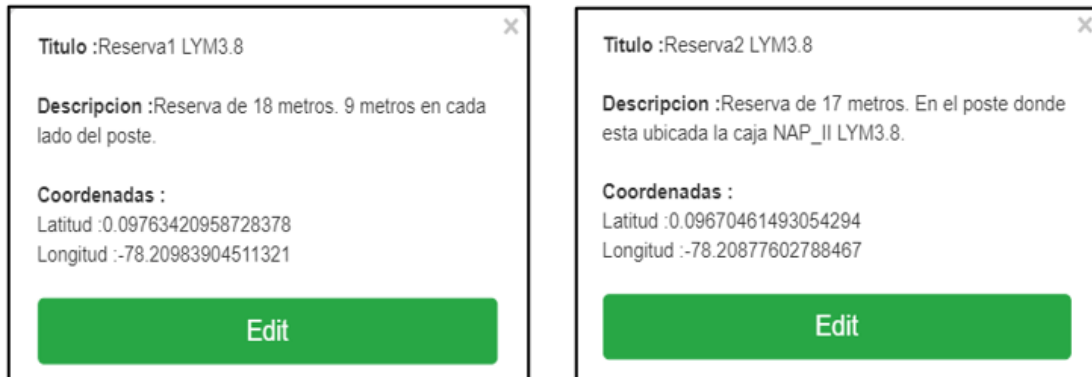 ×
Titulo :Reserva1 LYM3.8
Descripcion :Reserva de 18 metros. 9 metros en cada
lado del poste.
Coordenadas :
Latitud :0.09763420958728378
Longitud :-78.20983904511321
Edit
×
Titulo :Reserva2 LYM3.8
Descripcion :Reserva de 17 metros. En el poste donde
esta ubicada la caja NAP_II LYM3.8.
Coordenadas :
Latitud :0.09670461493054294
Longitud :-78.20877602788467
Edit